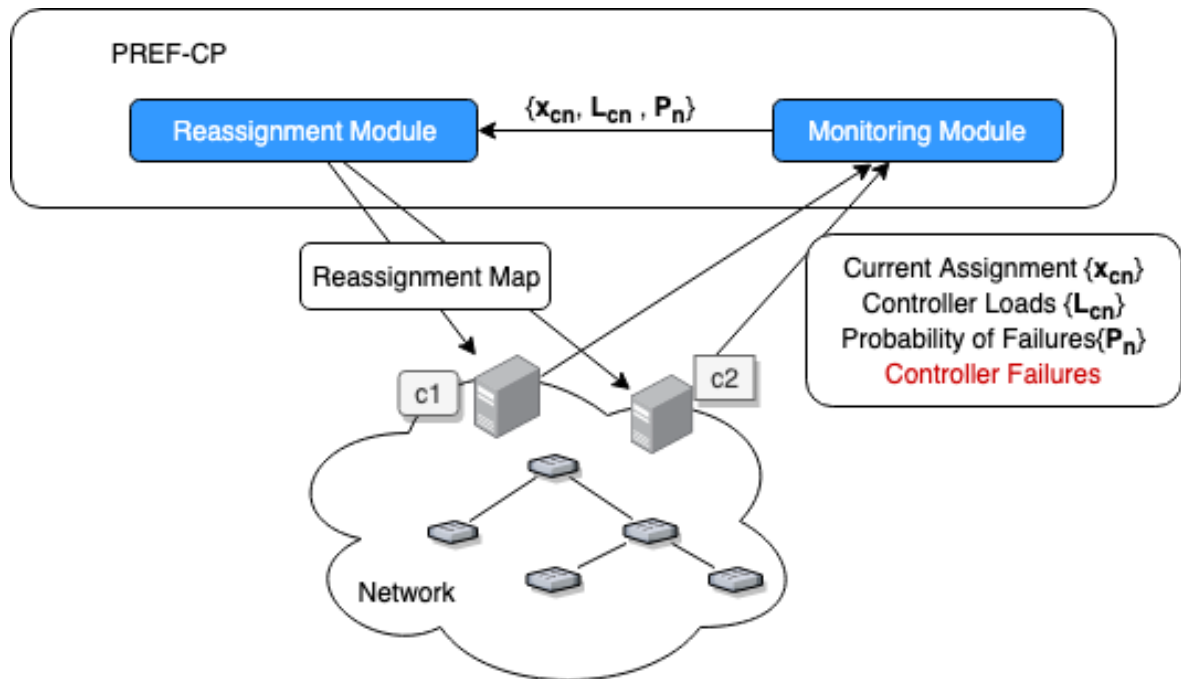 PREF-CP
{xcn, Lcn , Pn}
Reassignment Module
Monitoring Module
Reassignment Map
Current Assignment {xcn}
Controller Loads {Lcn}
Probability of Failures{Pn}
Controller Failures
c1
c2
Network